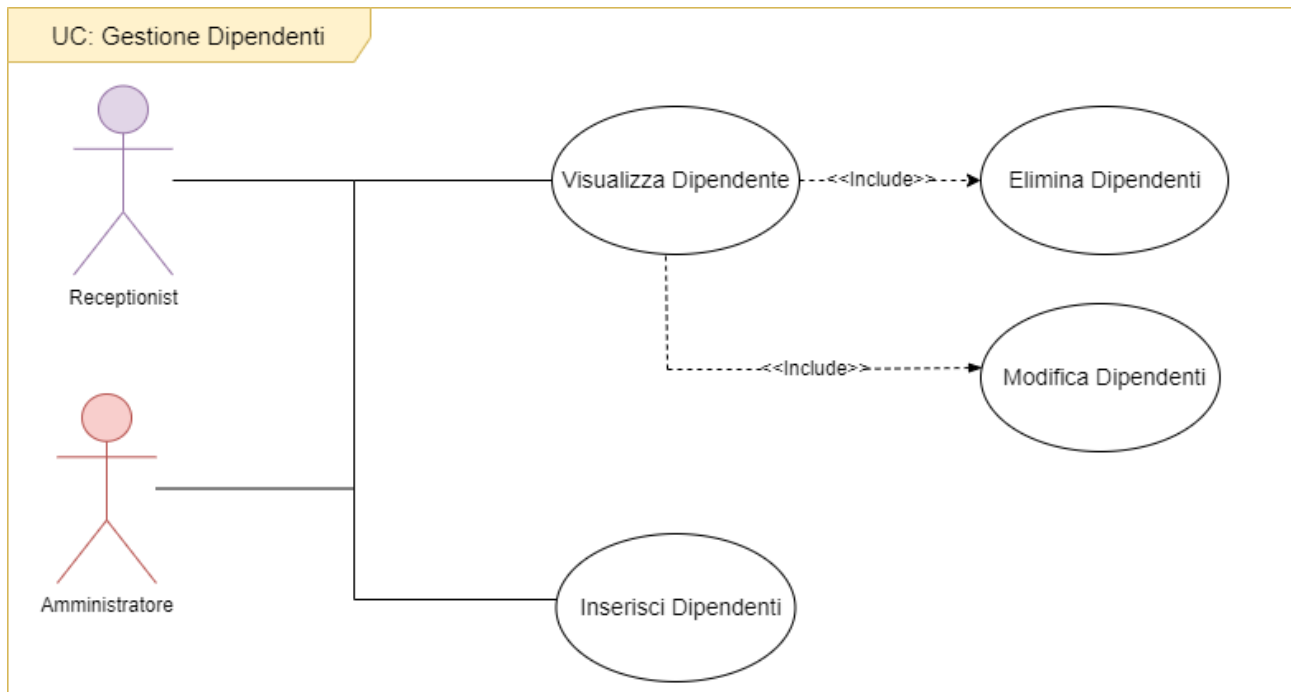 UC: Gestione Dipendenti
Visualizza Dipendente
<<Include>>
Elimina Dipendenti
Receptionist
<<Include>>
Modifica Dipendenti
Amministratore
Inserisci Dipendenti